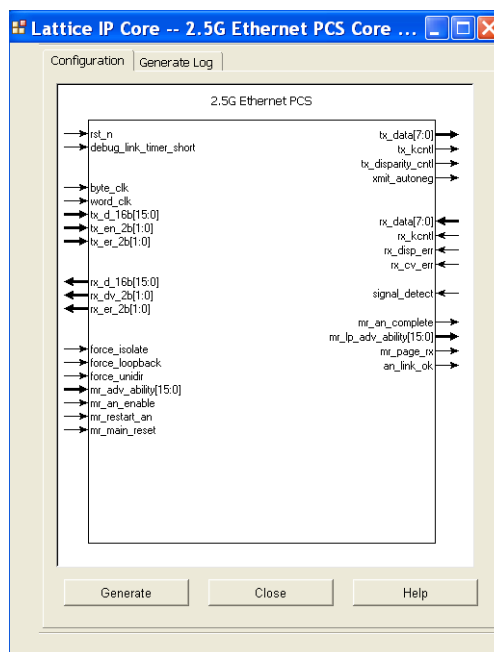 Lattice IP Core -- 2.5G Ethernet PCS Core ...
Configuration
Generate Log
2.5G Ethernet PCS
rst_n
debug_link_timer_short
byte_clk
word_clk
tx_d_16b[15:0]
tx_en_2b[1:0]
tx_er_2b[1:0]
rx_d_16b[15:0]
rx_dv_2b[1:0]
rx_er_2b[1:0]
force_isolate
force_loopback
force_unidir
mr_adv_ability[15:0]
mr_an_enable
mr_restart_an
mr_main_reset
tx_data[7:0]
tx_kcntl
tx_disparity_cntl
xmit_autoneg
rx_data[7:0]
rx_kcntl
rx_disp_err
rx_cv_err
signal_detect
mr_an_complete
mr_lp_adv_ability[15:0]
mr_page_rx
an_link_ok
Generate
Close
Help